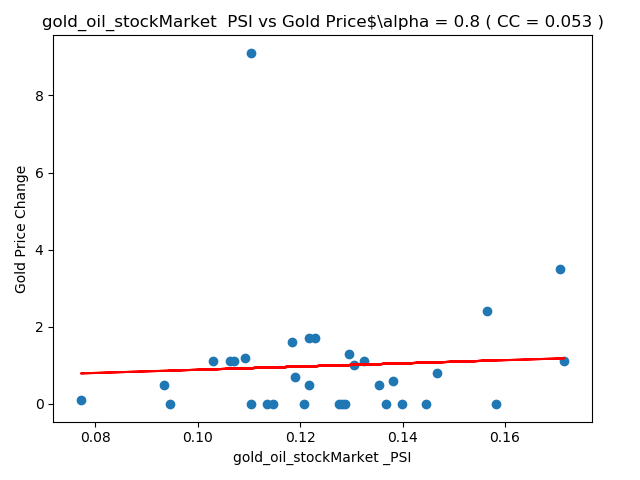 gold_oil_stockMarket  PSI vs Gold Price$\alpha = 0.8 ( CC = 0.053 )
8
6
4
2
0
Gold Price Change
0.08 0.10 0.12 0.14 0.16
gold_oil_stockMarket _PSI